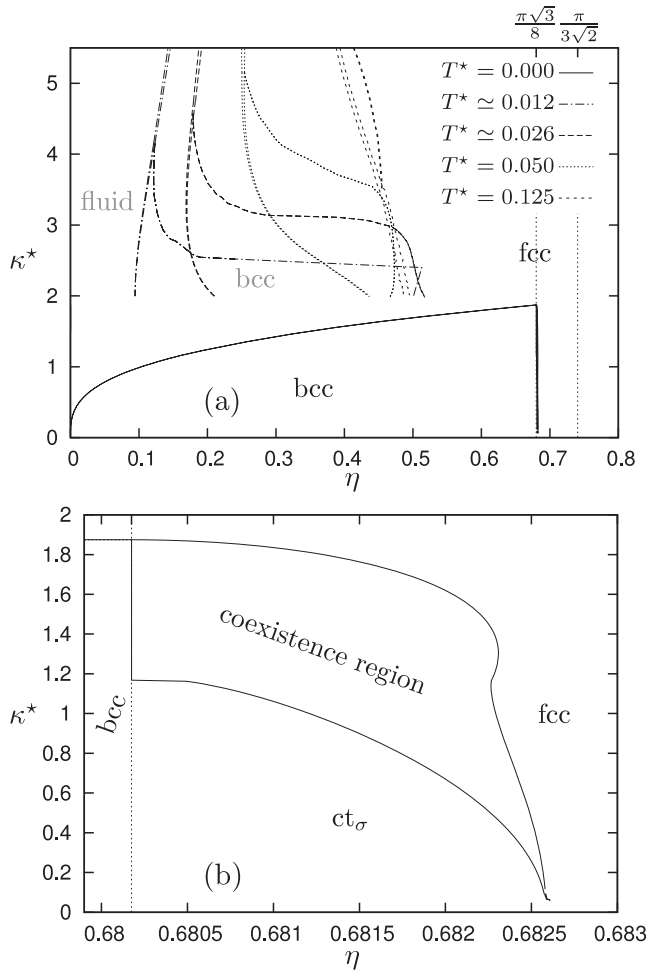 π√3/8 π/3√2
5
4
3
2
1
0
κ⋆
T⋆ = 0.000
T⋆ ≃ 0.012
T⋆ ≃ 0.026
T⋆ = 0.050
T⋆ = 0.125
fluid
bcc
fcc
bcc
(a)
0 0.1 0.2 0.3 0.4 0.5 0.6 0.7 0.8
η
2
1.8
1.6
1.4
1.2
1
0.8
0.6
0.4
0.2
0
κ⋆
coexistence region
bcc
fcc
ctσ
(b)
0.68 0.6805 0.681 0.6815 0.682 0.6825 0.683
η